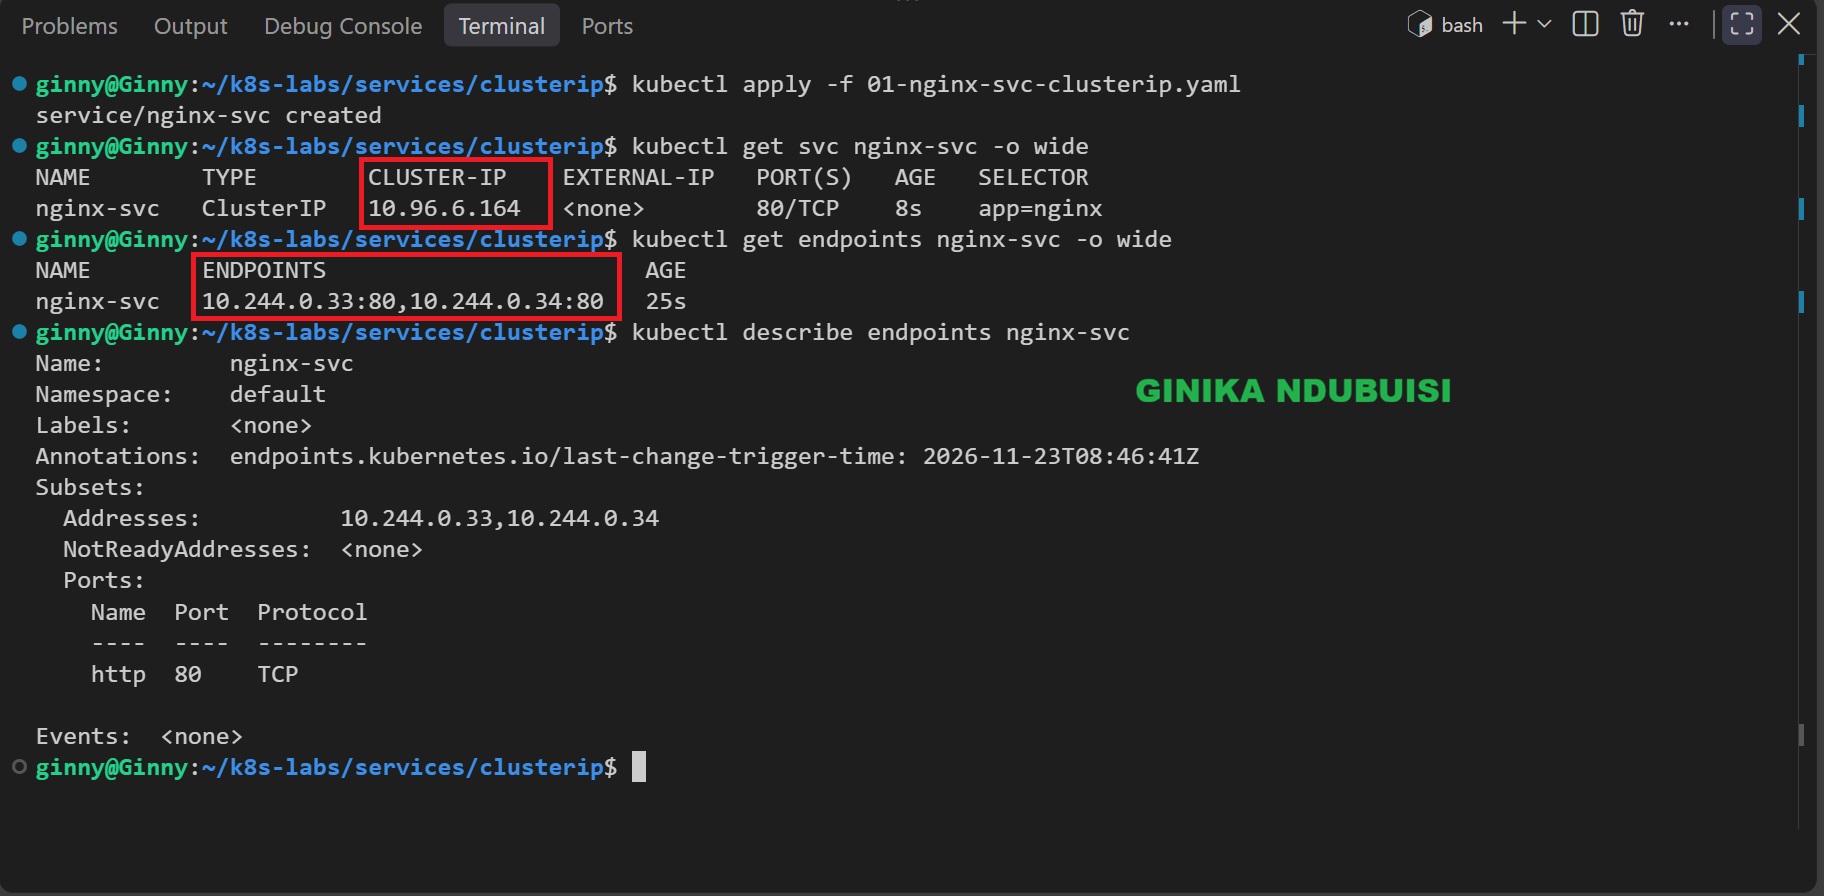 Problems Output Debug Console Terminal Ports bash
ginny@Ginny:~/k8s-labs/services/clusterip$ kubectl apply -f 01-nginx-svc-clusterip.yaml
service/nginx-svc created
ginny@Ginny:~/k8s-labs/services/clusterip$ kubectl get svc nginx-svc -o wide
NAME TYPE CLUSTER-IP EXTERNAL-IP PORT(S) AGE SELECTOR
nginx-svc ClusterIP 10.96.6.164 <none> 80/TCP 8s app=nginx
ginny@Ginny:~/k8s-labs/services/clusterip$ kubectl get endpoints nginx-svc -o wide
NAME ENDPOINTS AGE
nginx-svc 10.244.0.33:80,10.244.0.34:80 25s
ginny@Ginny:~/k8s-labs/services/clusterip$ kubectl describe endpoints nginx-svc
Name: nginx-svc
Namespace: default
GINIKA NDUBUISI
Labels: <none>
Annotations: endpoints.kubernetes.io/last-change-trigger-time: 2026-11-23T08:46:41Z
Subsets:
Addresses: 10.244.0.33,10.244.0.34
NotReadyAddresses: <none>
Ports:
Name Port Protocol
---- ---- --------
http 80 TCP
Events: <none>
ginny@Ginny:~/k8s-labs/services/clusterip$